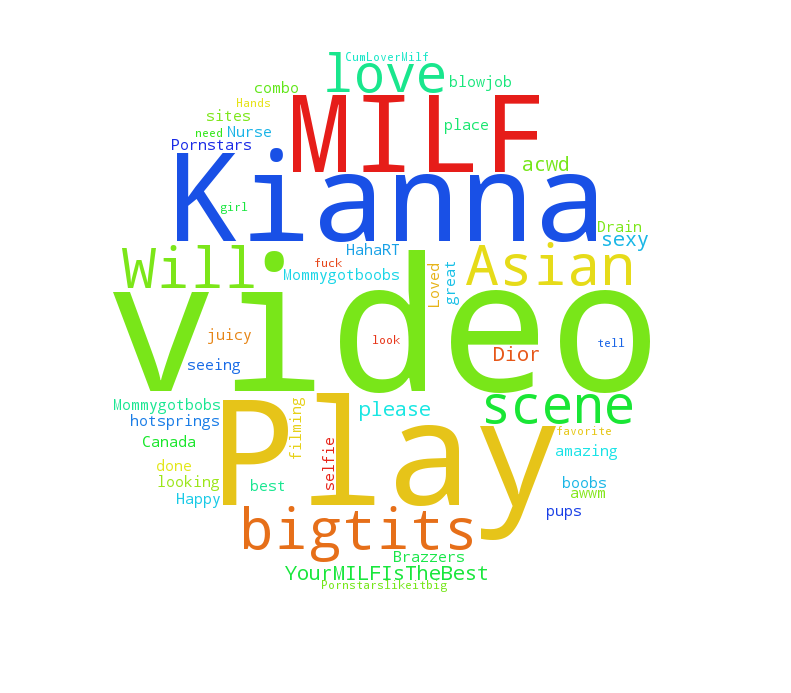 CumLoverMilf
love
blowjob
combo
MILF
Hands
sites
place
need
Nurse
Pornstars
Kianna
acwd
girl
Drain
sexy
HahaRT
Will
fuck
Asian
Mommygotboobs
Loved
great
video
juicy
look
tell
Dior
seeing
Play
scene
Mommygotbobs
please
hotsprings
filming
favorite
Canada
selfie
amazing
done
looking
best
boobs
Happy
awwm
pups
bigtits
Brazzers
YourMILFIsTheBest
Pornstarslikeitbig